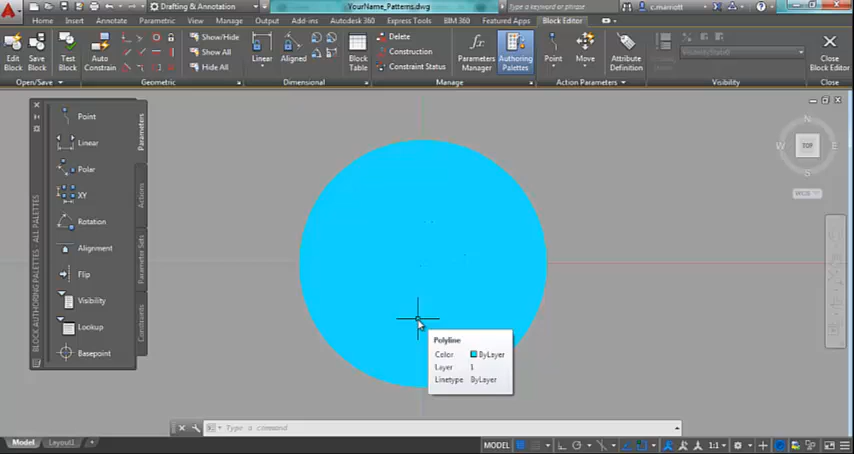 Drafting & Annotation
YourName_Patterns.dwg
Type a keyword or phrase
c.marriott
Home Insert Annotate Parametric View Manage Output Add-ins Autodesk 360 Express Tools BIM 360 Featured Apps Block Editor
Edit Block
Save Block
Test Block
Auto Constrain
Show/Hide
Show All
Hide All
Linear
Aligned
Block Table
Delete
Construction
Constraint Status
Parameters Manager
Authoring Palettes
Point
Move
Attribute Definition
Close Block Editor
Open/Save Geometric Dimensional Manage Action Parameters Visibility
Point
Linear
Polar
XY
Rotation
Alignment
Flip
Visibility
Lookup
Basepoint
Parameters
Actions
Parameter Sets
Constraints
BLOCK AUTHORING PALETTES - ALL PALETTES
N
W TOP E
S
Polyline
Color ByLayer
Layer 1
Linetype ByLayer
Type a command
Model Layout1 +
MODEL 1:1